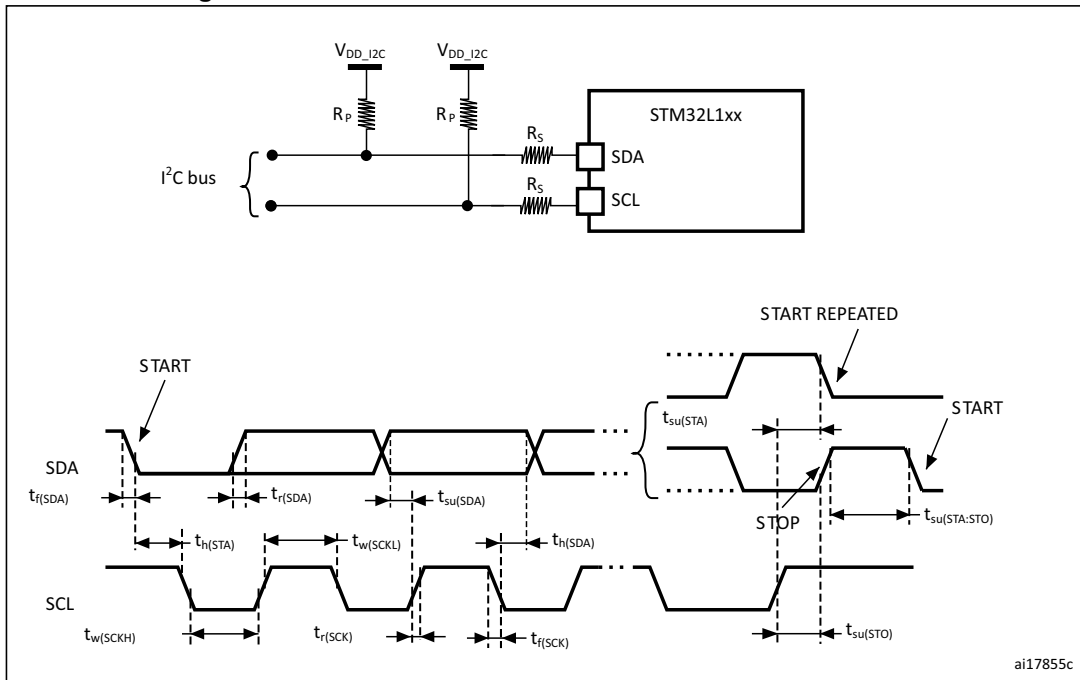 V_DD_I2C V_DD_I2C
R_P R_P
STM32L1xx
R_S
SDA
I²C bus
R_S
SCL
START REPEATED
START
t_su(STA)
START
SDA
t_f(SDA) t_r(SDA) t_su(SDA)
STOP
t_su(STA:STO)
t_h(STA) t_w(SCKL) t_h(SDA)
SCL
t_w(SCKH) t_r(SCK) t_f(SCK) t_su(STO)
ai17855c